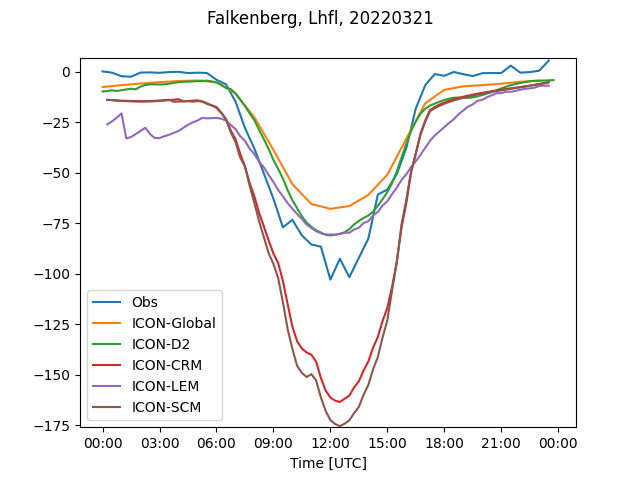 Falkenberg, Lhfl, 20220321
0
−25
−50
−75
−100
−125
−150
−175
Obs
ICON-Global
ICON-D2
ICON-CRM
ICON-LEM
ICON-SCM
00:00 03:00 06:00 09:00 12:00 15:00 18:00 21:00 00:00
Time [UTC]